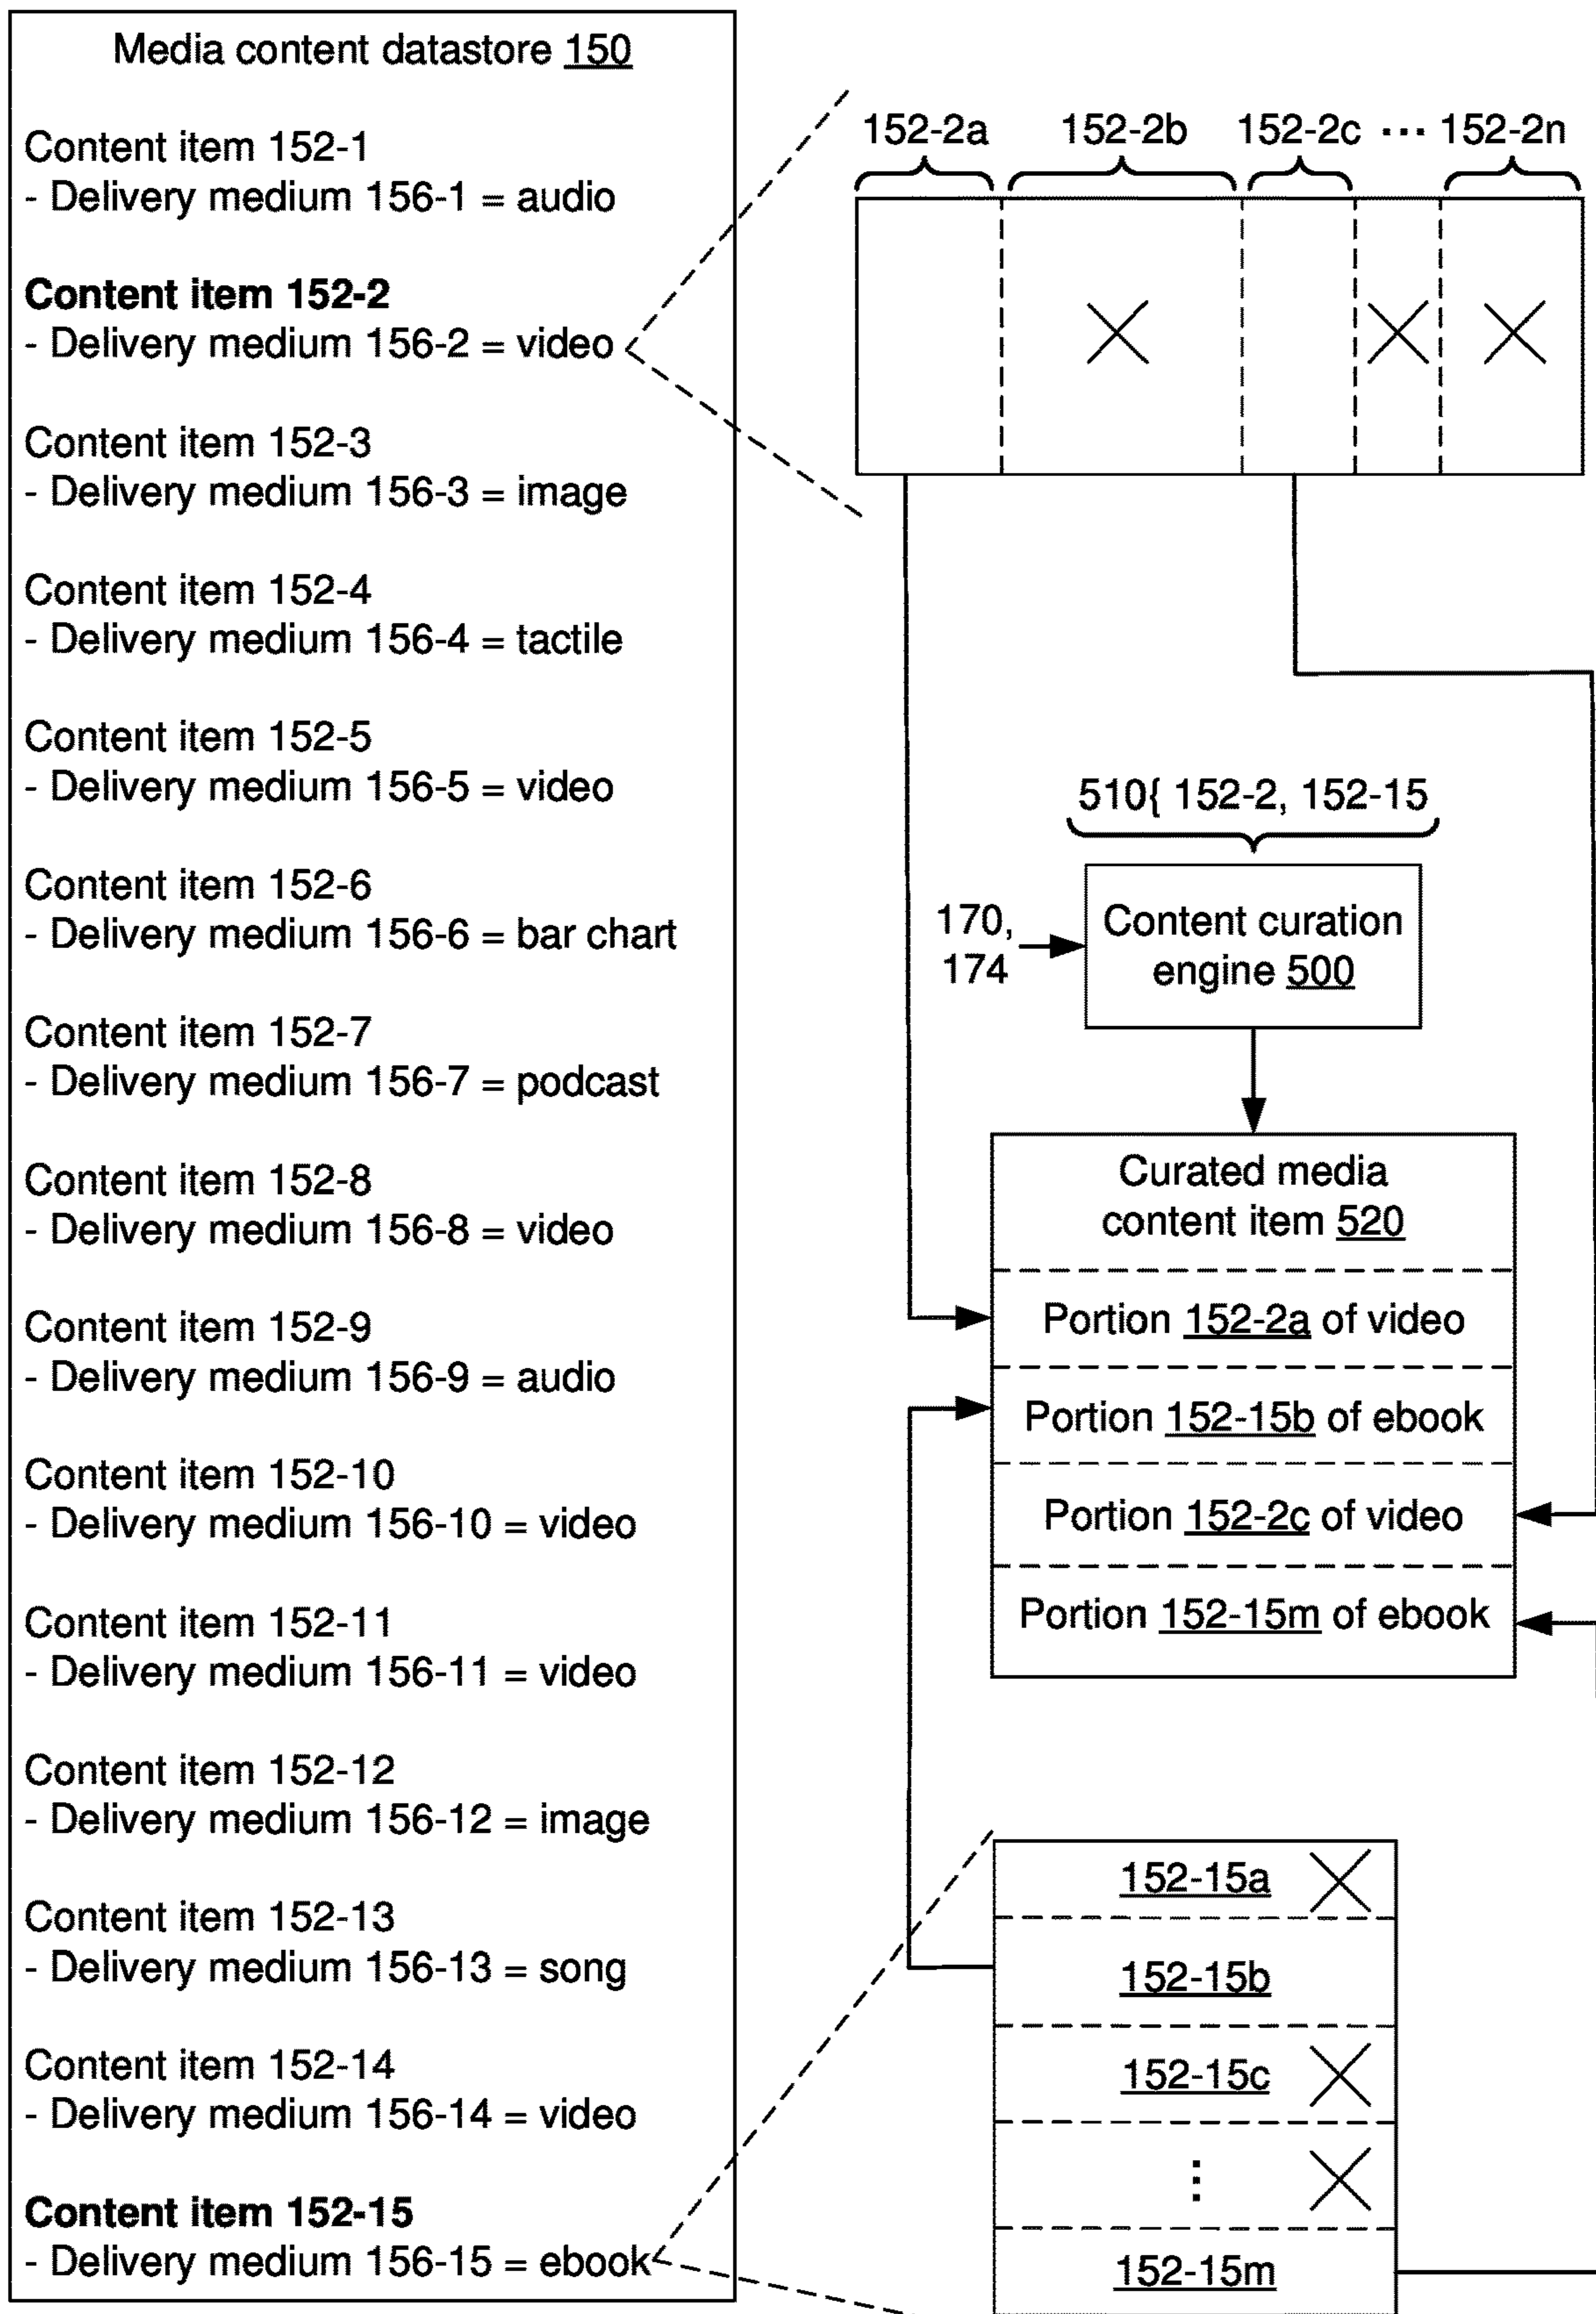 Media content datastore 150
Content item 152-1
- Delivery medium 156-1 = audio
Content item 152-2
- Delivery medium 156-2 = video
Content item 152-3
- Delivery medium 156-3 = image
Content item 152-4
- Delivery medium 156-4 = tactile
Content item 152-5
- Delivery medium 156-5 = video
Content item 152-6
- Delivery medium 156-6 = bar chart
Content item 152-7
- Delivery medium 156-7 = podcast
Content item 152-8
- Delivery medium 156-8 = video
Content item 152-9
- Delivery medium 156-9 = audio
Content item 152-10
- Delivery medium 156-10 = video
Content item 152-11
- Delivery medium 156-11 = video
Content item 152-12
- Delivery medium 156-12 = image
Content item 152-13
- Delivery medium 156-13 = song
Content item 152-14
- Delivery medium 156-14 = video
Content item 152-15
- Delivery medium 156-15 = ebook
152-2a 152-2b 152-2c ••• 152-2n
510{ 152-2, 152-15
170,
174
Content curation
engine 500
Curated media
content item 520
Portion 152-2a of video
Portion 152-15b of ebook
Portion 152-2c of video
Portion 152-15m of ebook
152-15a
152-15b
152-15c
⋮
152-15m